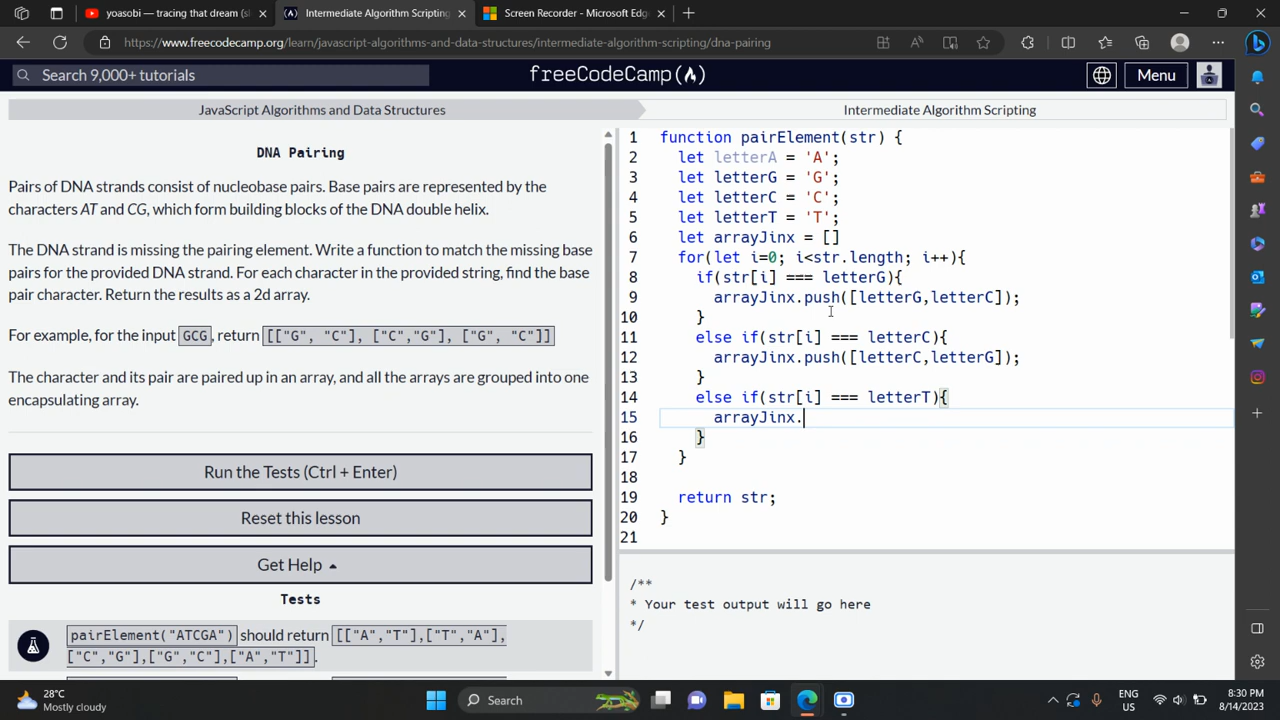 yoasobi — tracing that dream (sl
Intermediate Algorithm Scripting
Screen Recorder - Microsoft Edge
https://www.freecodecamp.org/learn/javascript-algorithms-and-data-structures/intermediate-algorithm-scripting/dna-pairing
Search 9,000+ tutorials
freeCodeCamp
Menu
JavaScript Algorithms and Data Structures
Intermediate Algorithm Scripting
DNA Pairing
Pairs of DNA strands consist of nucleobase pairs. Base pairs are represented by the
characters AT and CG, which form building blocks of the DNA double helix.
The DNA strand is missing the pairing element. Write a function to match the missing base
pairs for the provided DNA strand. For each character in the provided string, find the base
pair character. Return the results as a 2d array.
For example, for the input GCG, return [["G", "C"], ["C","G"], ["G", "C"]]
The character and its pair are paired up in an array, and all the arrays are grouped into one
encapsulating array.
Run the Tests (Ctrl + Enter)
Reset this lesson
Get Help
Tests
pairElement("ATCGA") should return [["A","T"],["T","A"],
["C","G"],["G","C"],["A","T"]].
1 function pairElement(str) {
2 let letterA = 'A';
3 let letterG = 'G';
4 let letterC = 'C';
5 let letterT = 'T';
6 let arrayJinx = []
7 for(let i=0; i<str.length; i++){
8 if(str[i] === letterG){
9 arrayJinx.push([letterG,letterC]);
10 }
11 else if(str[i] === letterC){
12 arrayJinx.push([letterC,letterG]);
13 }
14 else if(str[i] === letterT){
15 arrayJinx.
16 }
17 }
18
19 return str;
20 }
21
/**
* Your test output will go here
*/
28°C
Mostly cloudy
Search
ENG
US
8:30 PM
8/14/2023